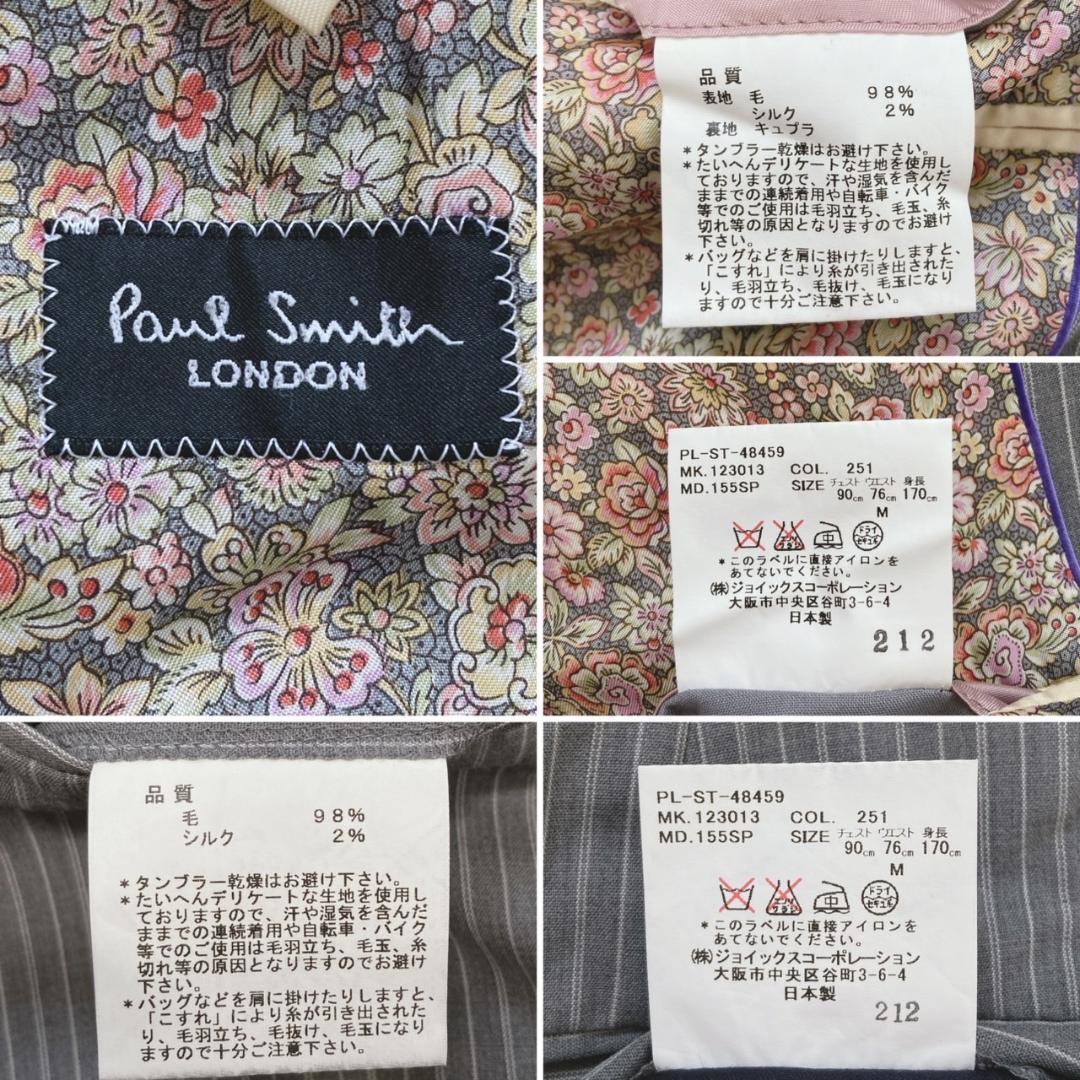 Paul Smith
LONDON
品質
表地 毛 98%
シルク 2%
裏地 キュプラ
*タンブラー乾燥はお避け下さい。
*たいへんデリケートな生地を使用し
ておりますので、汗や湿気を含んだ
ままでの連続着用や自転車・バイク
等でのご使用は毛羽立ち、毛玉、糸
切れ等の原因となりますのでお避け
下さい。
*バッグなどを肩に掛けたりしますと、
「こすれ」により糸が引き出された
り、毛羽立ち、毛抜け、毛玉になり
ますので十分ご注意下さい。
PL-ST-48459
MK.123013 COL. 251
MD.155SP SIZE チェスト ウエスト 身長
90cm 76cm 170cm
M
エンソ サラシ ドライ セキユ系
*このラベルに直接アイロンを
あてないでください。
㈱ジョイックスコーポレーション
大阪市中央区谷町3-6-4
日本製
212
品質
毛 98%
シルク 2%
*タンブラー乾燥はお避け下さい。
*たいへんデリケートな生地を使用し
ておりますので、汗や湿気を含んだ
ままでの連続着用や自転車・バイク
等でのご使用は毛羽立ち、毛玉、糸
切れ等の原因となりますのでお避け
下さい。
*バッグなどを肩に掛けたりしますと、
「こすれ」により糸が引き出された
り、毛羽立ち、毛抜け、毛玉になり
ますので十分ご注意下さい。
PL-ST-48459
MK.123013 COL. 251
MD.155SP SIZE チェスト ウエスト 身長
90cm 76cm 170cm
M
エンソ サラシ ドライ セキユ系
*このラベルに直接アイロンを
あてないでください。
㈱ジョイックスコーポレーション
大阪市中央区谷町3-6-4
日本製
212